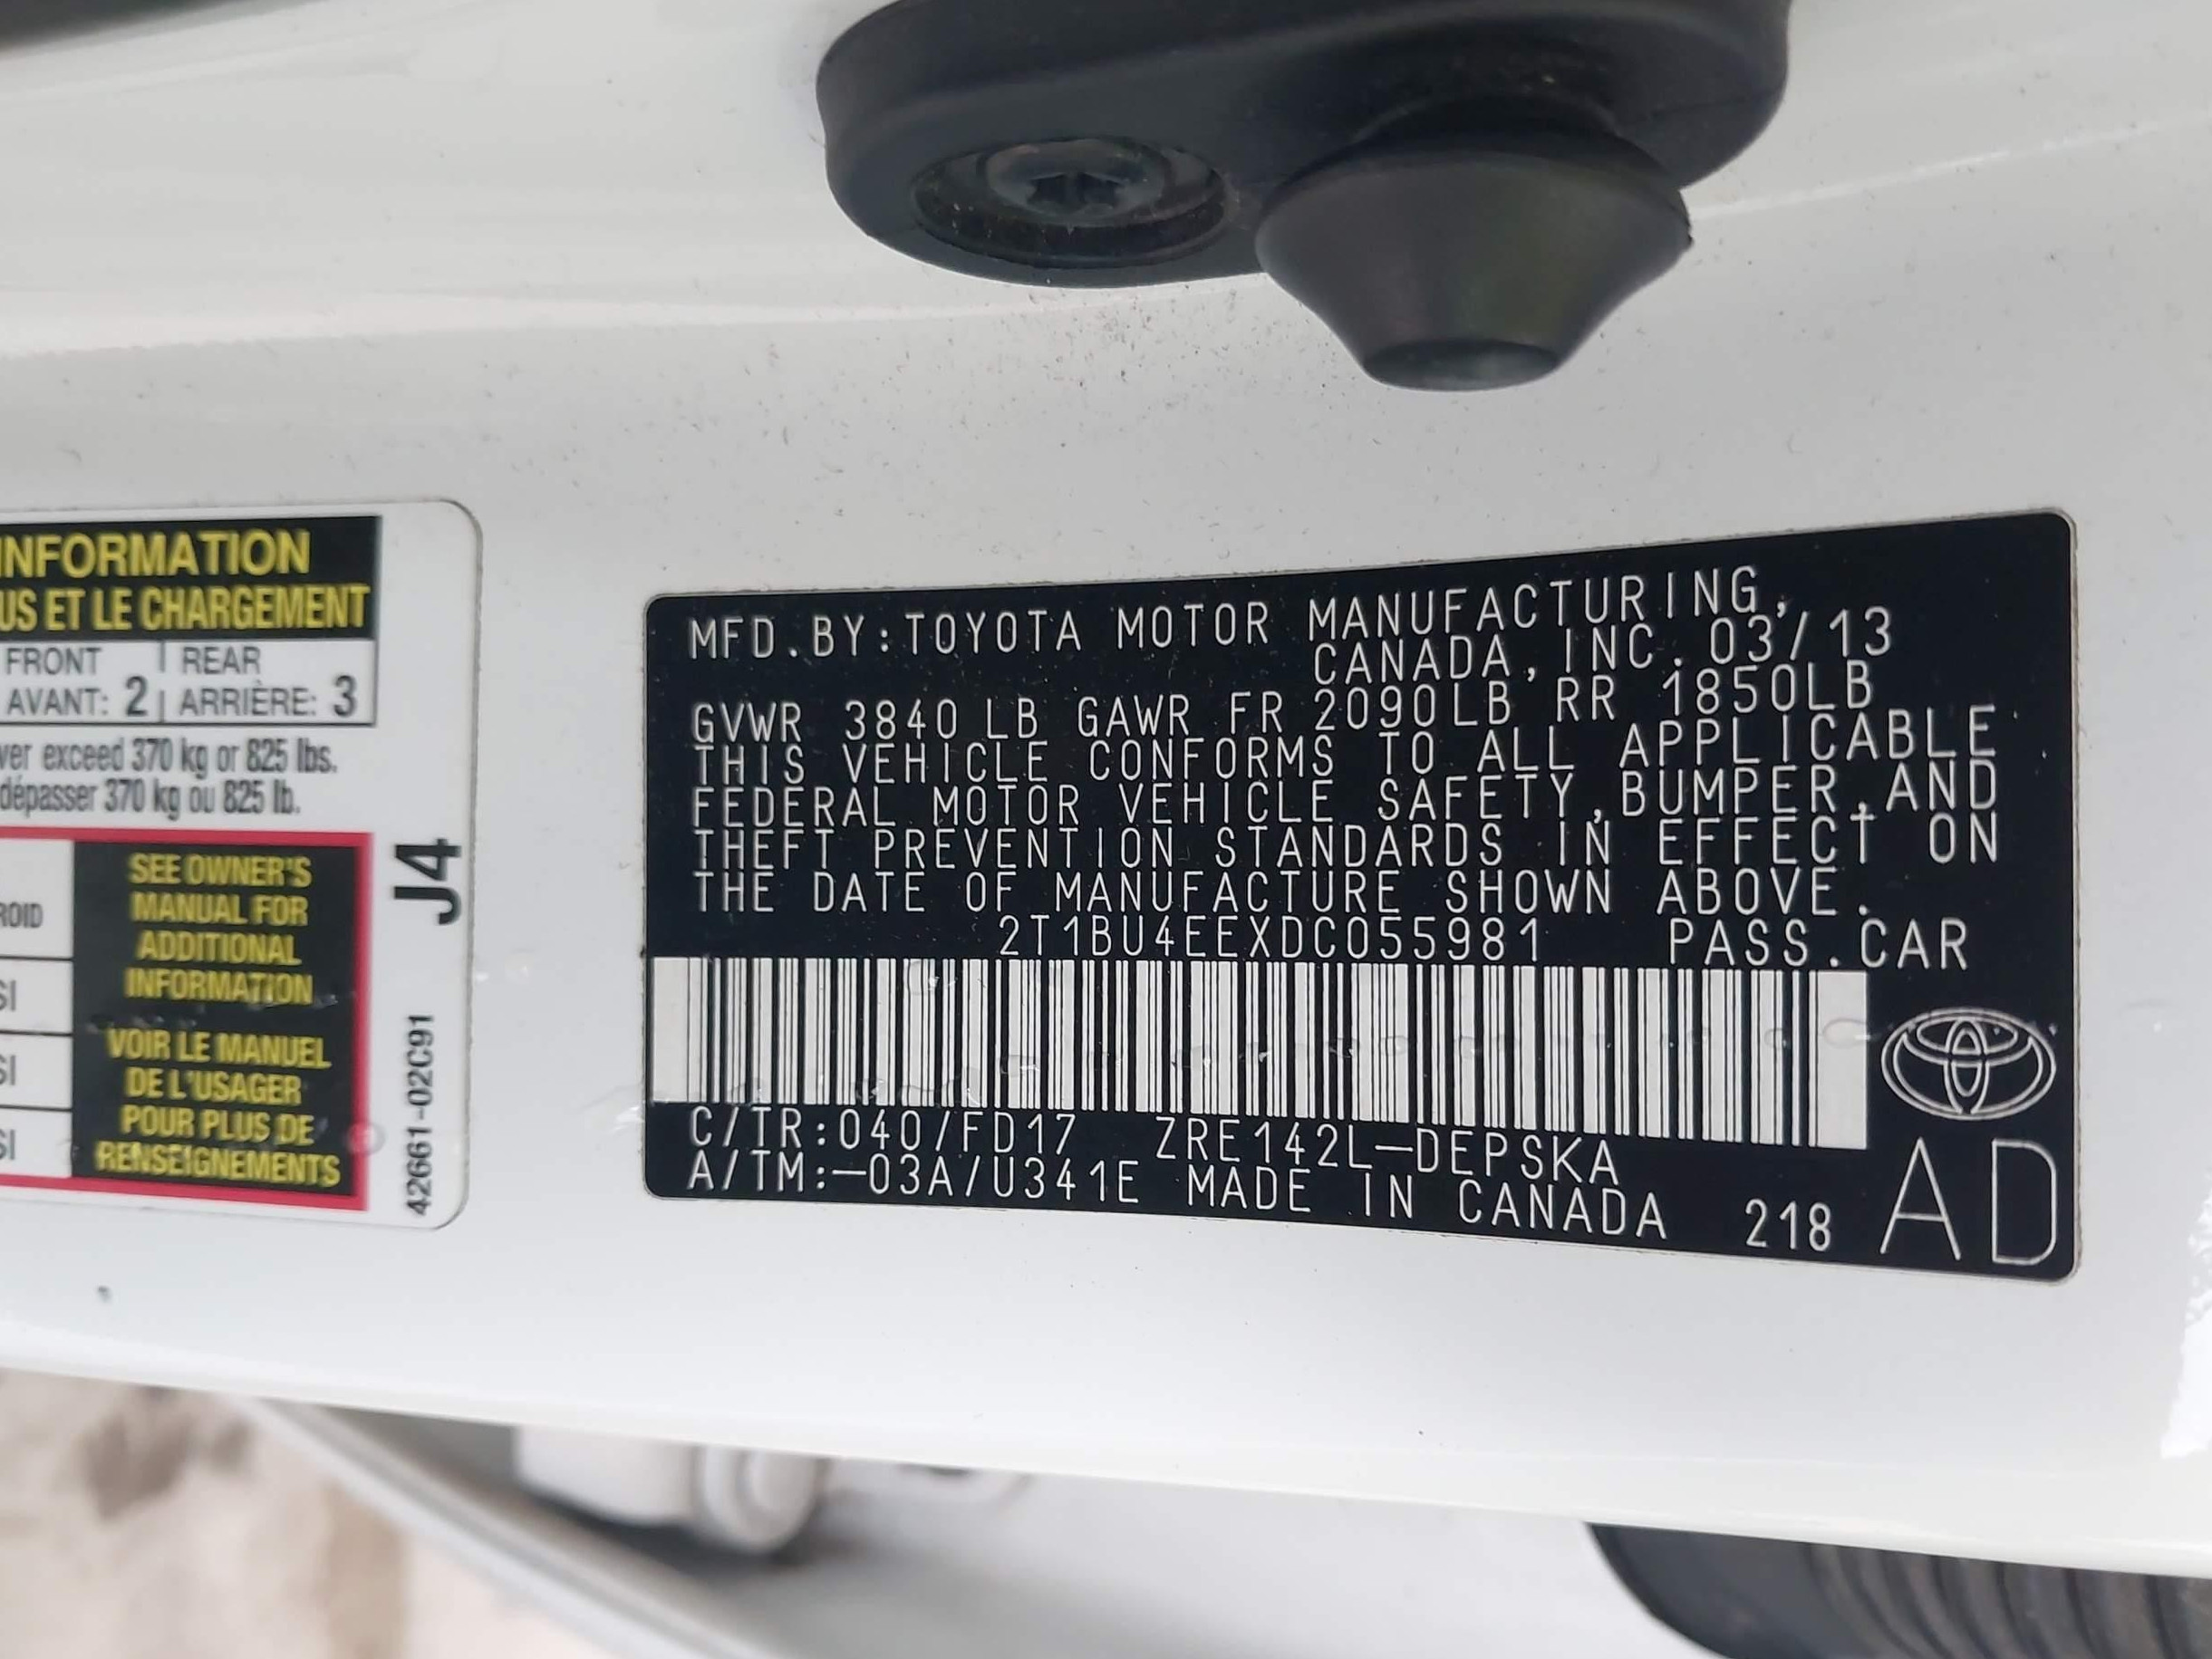 INFORMATION
US ET LE CHARGEMENT
FRONT REAR
AVANT: 2 ARRIÈRE: 3
ver exceed 370 kg or 825 lbs.
dépasser 370 kg ou 825 lb.
ROID
SI
SI
SI
SEE OWNER'S
MANUAL FOR
ADDITIONAL
INFORMATION
VOIR LE MANUEL
DE L'USAGER
POUR PLUS DE
RENSEIGNEMENTS
J4
42661-02C91
MFD.BY:TOYOTA MOTOR MANUFACTURING,
CANADA, INC. 03/13
GVWR 3840 LB GAWR FR 2090LB RR 1850LB
THIS VEHICLE CONFORMS TO ALL APPLICABLE
FEDERAL MOTOR VEHICLE SAFETY,BUMPER,AND
THEFT PREVENTION STANDARDS IN EFFECT ON
THE DATE OF MANUFACTURE SHOWN ABOVE.
2T1BU4EEXDC055981 PASS.CAR
C/TR:040/FD17 ZRE142L-DEPSKA
A/TM:-03A/U341E MADE IN CANADA 218 AD